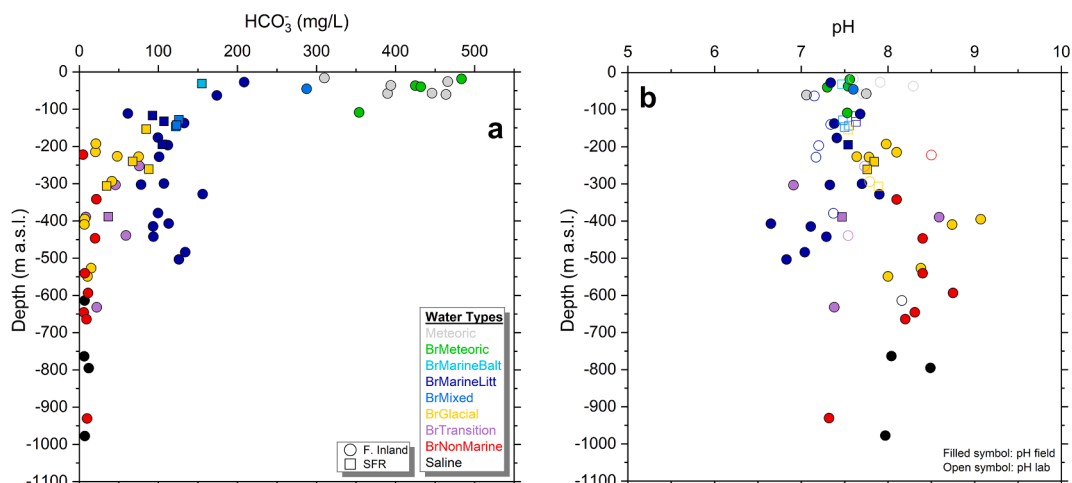 HCO₃⁻ (mg/L)
0 100 200 300 400 500
0
-100
-200
-300
-400
-500
-600
-700
-800
-900
-1000
-1100
Depth (m a.s.l.)
a
Water Types
Meteoric
BrMeteoric
BrMarineBalt
BrMarineLitt
BrMixed
BrGlacial
BrTransition
BrNonMarine
Saline
F. Inland
SFR
pH
5 6 7 8 9 10
0
-100
-200
-300
-400
-500
-600
-700
-800
-900
-1000
-1100
Depth (m a.s.l.)
b
Filled symbol: pH field
Open symbol: pH lab